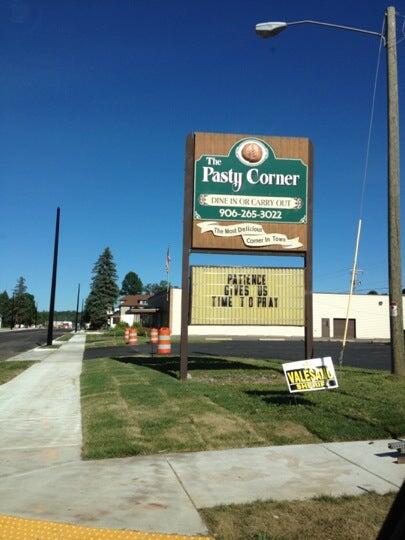 The
Pasty Corner
DINE IN OR CARRY OUT
906-265-3022
The Most Delicious
Corner In Town
PATIENCE
GIVES US
TIME TO PRAY
VALESANO
SHERIFF